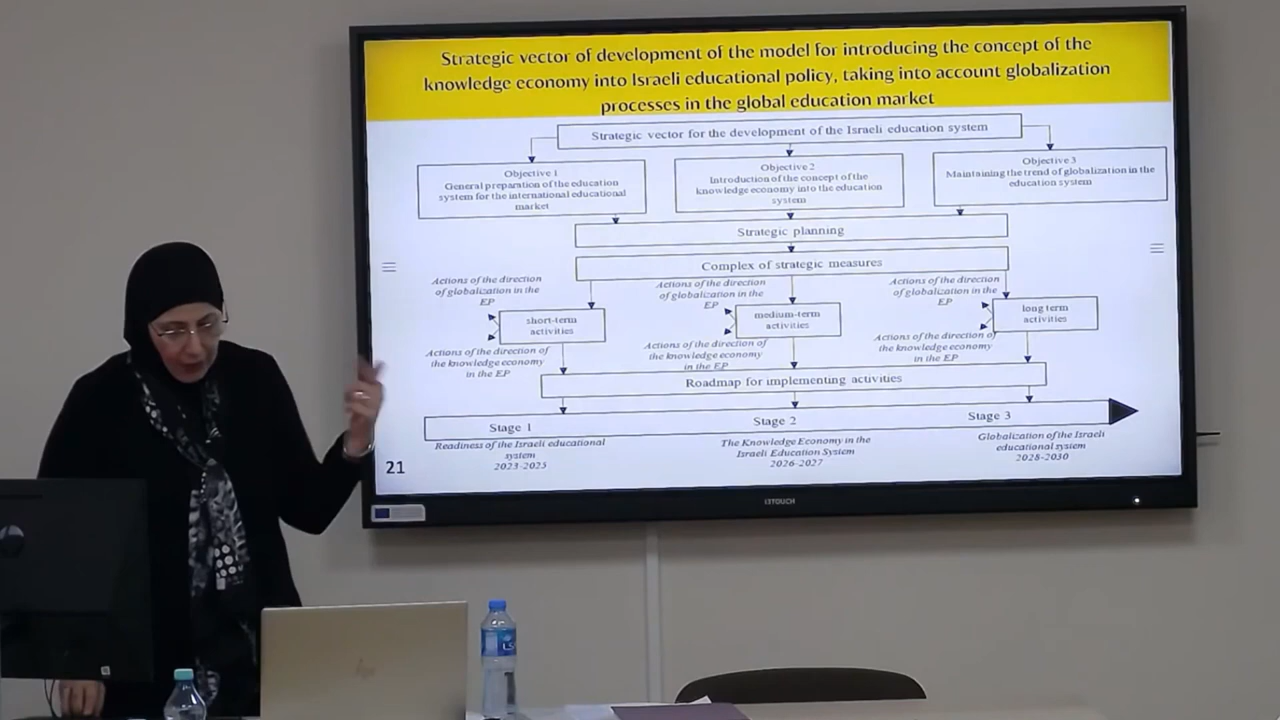 Strategic vector of development of the model for introducing the concept of the
knowledge economy into Israeli educational policy, taking into account globalization
processes in the global education market
Strategic vector for the development of the Israeli education system
Objective 1
General preparation of the education
system for the international educational
market
Objective 2
Introduction of the concept of the
knowledge economy into the education
system
Objective 3
Maintaining the trend of globalization in the
education system
Strategic planning
Complex of strategic measures
Actions of the direction
of globalization in the
EP
short-term
activities
Actions of the direction of
the knowledge economy
in the EP
Actions of the direction
of globalization in the
EP
medium-term
activities
Actions of the direction of
the knowledge economy
in the EP
Actions of the direction
of globalization in the
EP
long term
activities
Actions of the direction of
the knowledge economy
in the EP
Roadmap for implementing activities
Stage 1
Stage 2
Stage 3
Readiness of the Israeli educational
system
2023-2025
The Knowledge Economy in the
Israeli Education System
2026-2027
Globalization of the Israeli
educational system
2028-2030
21
hp